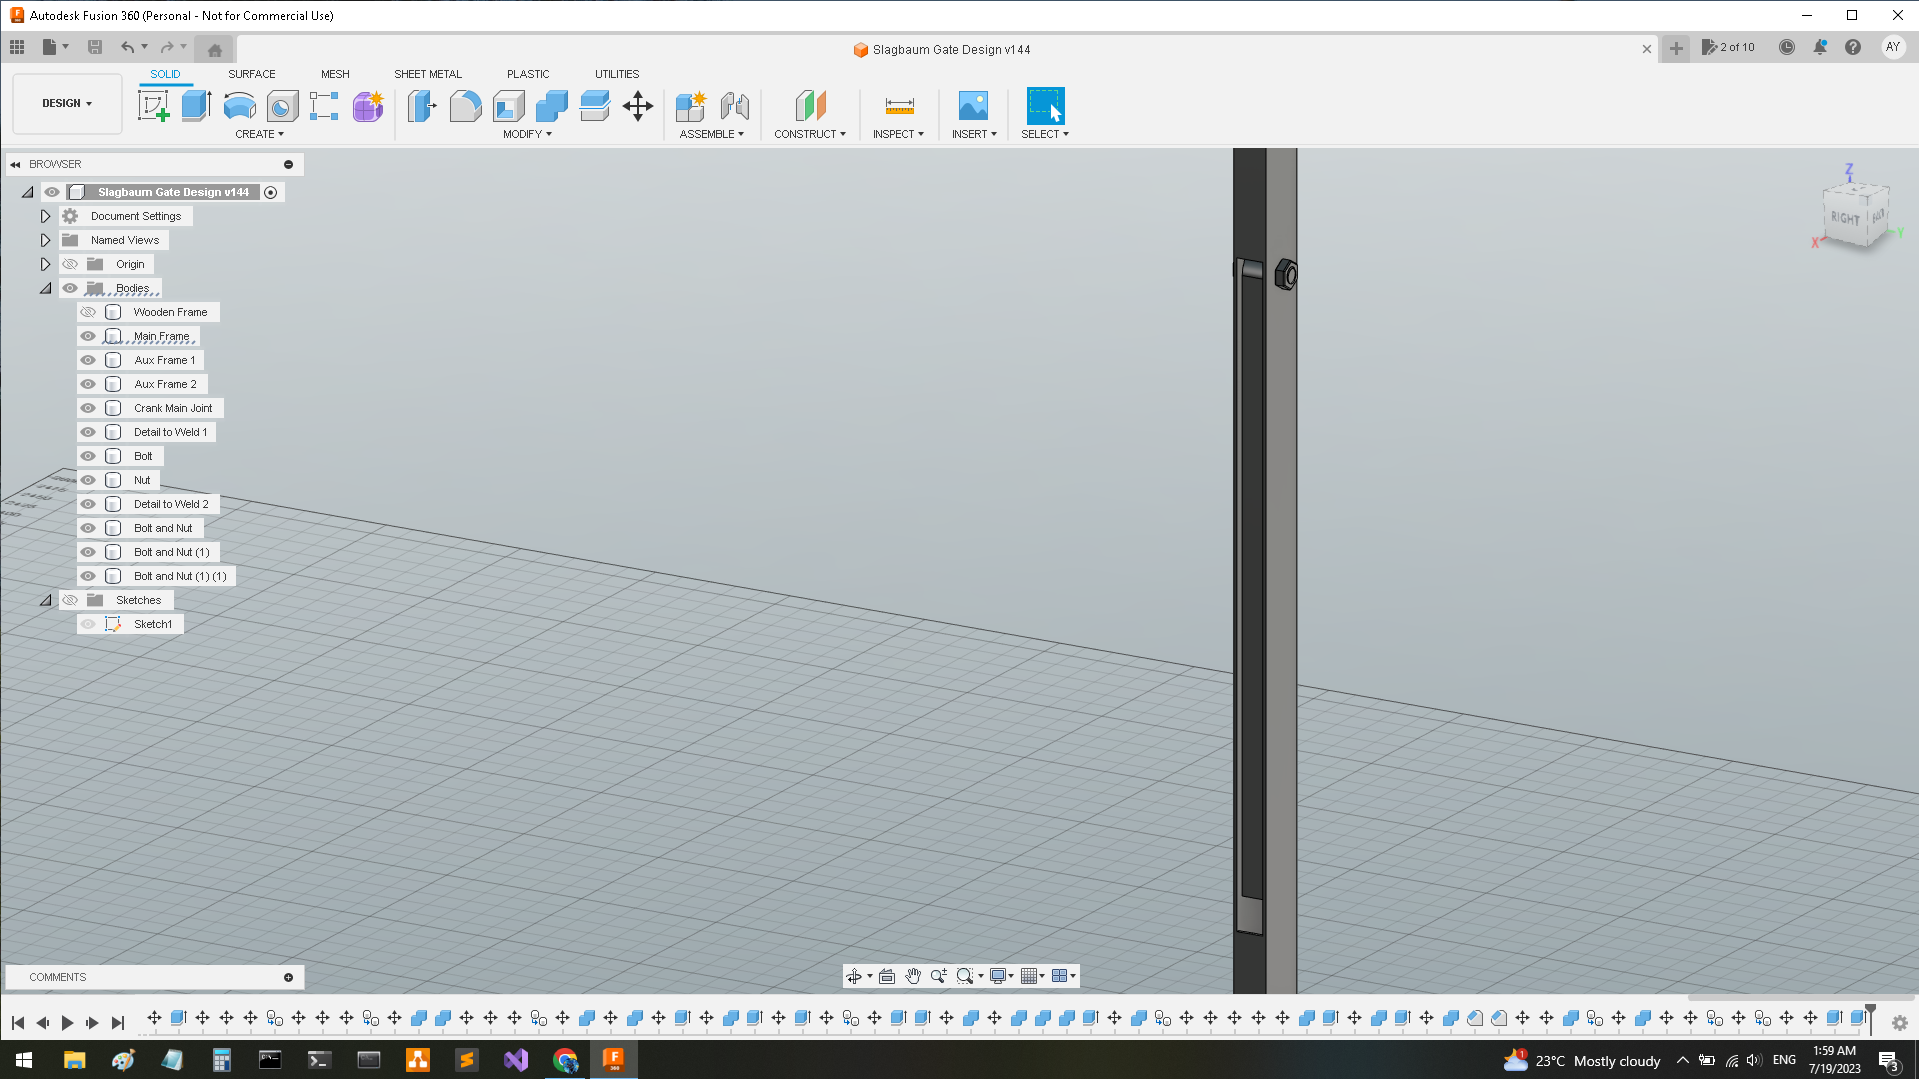 Autodesk Fusion 360 (Personal - Not for Commercial Use)
Slagbaum Gate Design v144
2 of 10
AY
DESIGN
SOLID
SURFACE
MESH
SHEET METAL
PLASTIC
UTILITIES
CREATE
MODIFY
ASSEMBLE
CONSTRUCT
INSPECT
INSERT
SELECT
BROWSER
Slagbaum Gate Design v144
Document Settings
Named Views
Origin
Bodies
Wooden Frame
Main Frame
Aux Frame 1
Aux Frame 2
Crank Main Joint
Detail to Weld 1
Bolt
Nut
Detail to Weld 2
Bolt and Nut
Bolt and Nut (1)
Bolt and Nut (1) (1)
Sketches
Sketch1
Z
RIGHT
X
Y
COMMENTS
1
23°C Mostly cloudy
ENG
1:59 AM
7/19/2023
3